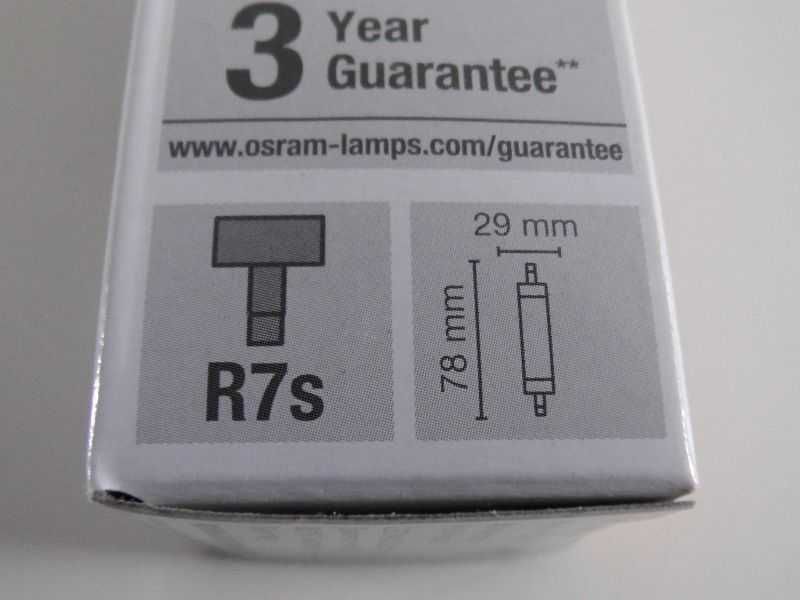 3 Year
Guarantee**
www.osram-lamps.com/guarantee
R7s
29 mm
78 mm